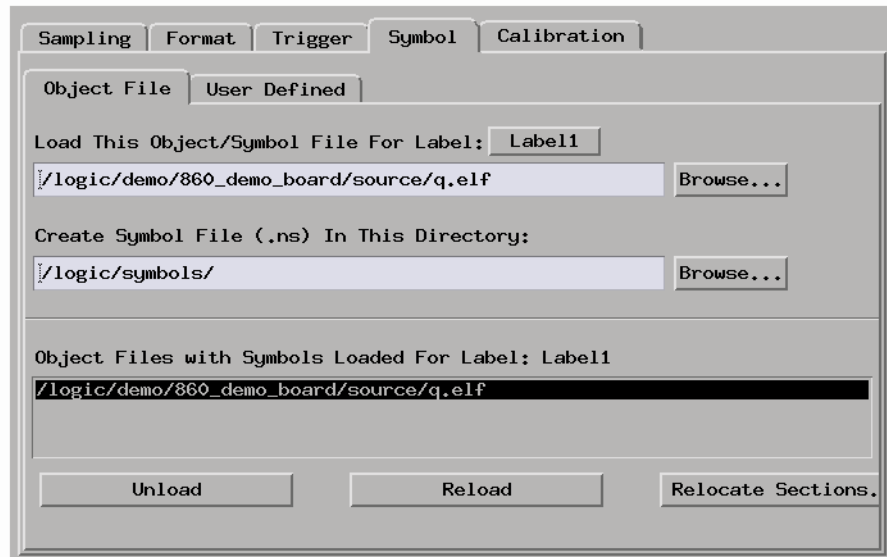 Sampling Format Trigger Symbol Calibration
Object File User Defined
Load This Object/Symbol File For Label: Label1
/logic/demo/860_demo_board/source/q.elf Browse...
Create Symbol File (.ns) In This Directory:
/logic/symbols/ Browse...
Object Files with Symbols Loaded For Label: Label1
/logic/demo/860_demo_board/source/q.elf
Unload Reload Relocate Sections.